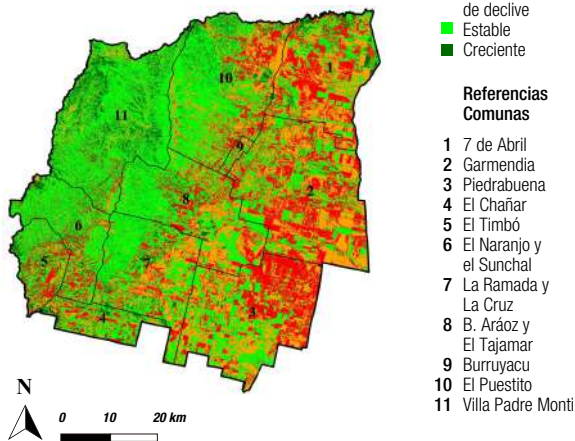 de declive
Estable
Creciente
Referencias
Comunas
1 7 de Abril
2 Garmendia
3 Piedrabuena
4 El Chañar
5 El Timbó
6 El Naranjo y
el Sunchal
7 La Ramada y
La Cruz
8 B. Aráoz y
El Tajamar
9 Burruyacu
10 El Puestito
11 Villa Padre Monti
10
1
11
9
2
8
6
5
7
3
4
N
0 10 20 km